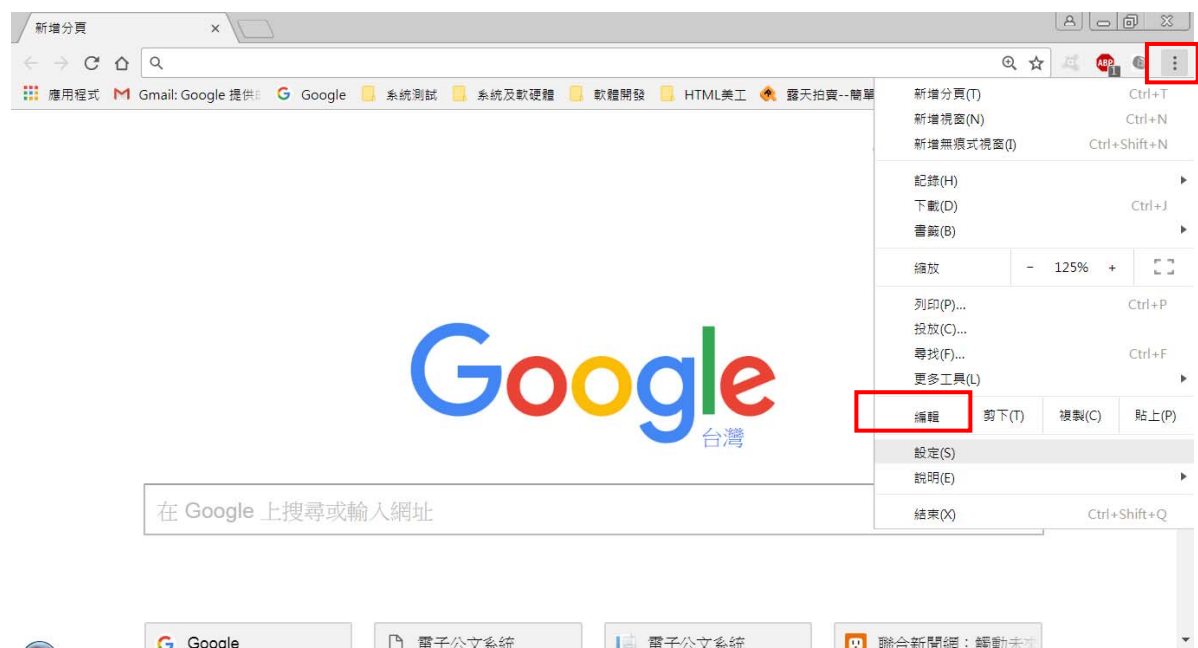 新增分頁
應用程式 Gmail: Google 提供 Google 系統測試 系統及軟硬體 軟體開發 HTML美工 露天拍賣--簡單
ABP 1
新增分頁(T) Ctrl+T
新增視窗(N) Ctrl+N
新增無痕式視窗(I) Ctrl+Shift+N
記錄(H)
下載(D) Ctrl+J
書籤(B)
縮放 - 125% +
列印(P)... Ctrl+P
投放(C)...
尋找(F)... Ctrl+F
更多工具(L)
編輯 剪下(T) 複製(C) 貼上(P)
設定(S)
說明(E)
結束(X) Ctrl+Shift+Q
Google
台灣
在 Google 上搜尋或輸入網址
Google 電子公文系統 電子公文系統 聯合新聞網：觸動未